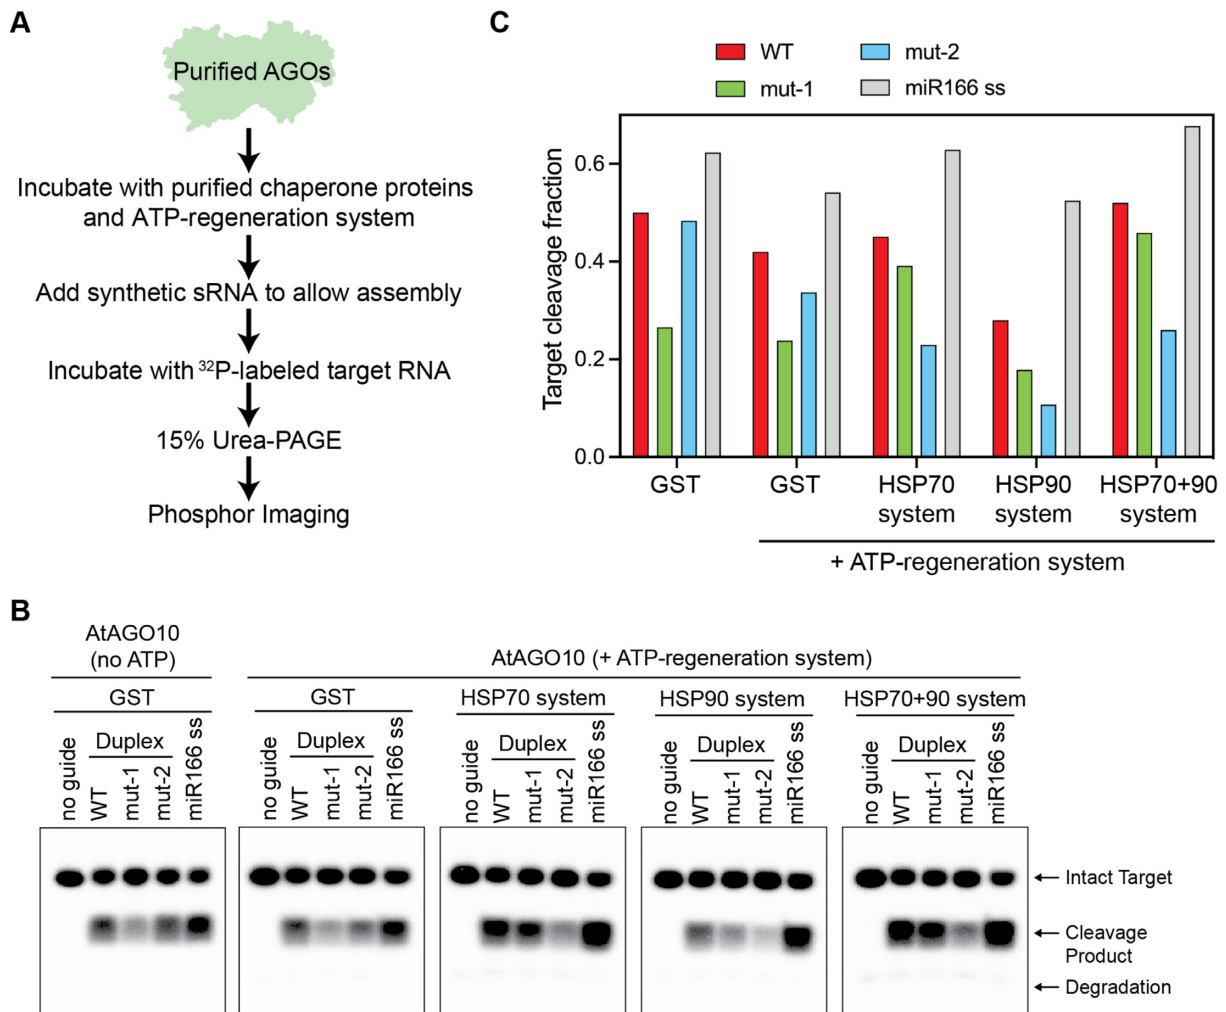 A
Purified AGOs
Incubate with purified chaperone proteins
and ATP-regeneration system
Add synthetic sRNA to allow assembly
Incubate with ³²P-labeled target RNA
15% Urea-PAGE
Phosphor Imaging
C
WT
mut-1
mut-2
miR166 ss
Target cleavage fraction
0.6
0.4
0.2
0.0
GST
GST
HSP70
system
HSP90
system
HSP70+90
system
+ ATP-regeneration system
B
AtAGO10
(no ATP)
AtAGO10 (+ ATP-regeneration system)
GST
GST
HSP70 system
HSP90 system
HSP70+90 system
no guide
Duplex
WT
mut-1
mut-2
miR166 ss
no guide
Duplex
WT
mut-1
mut-2
miR166 ss
no guide
Duplex
WT
mut-1
mut-2
miR166 ss
no guide
Duplex
WT
mut-1
mut-2
miR166 ss
no guide
Duplex
WT
mut-1
mut-2
miR166 ss
Intact Target
Cleavage
Product
Degradation